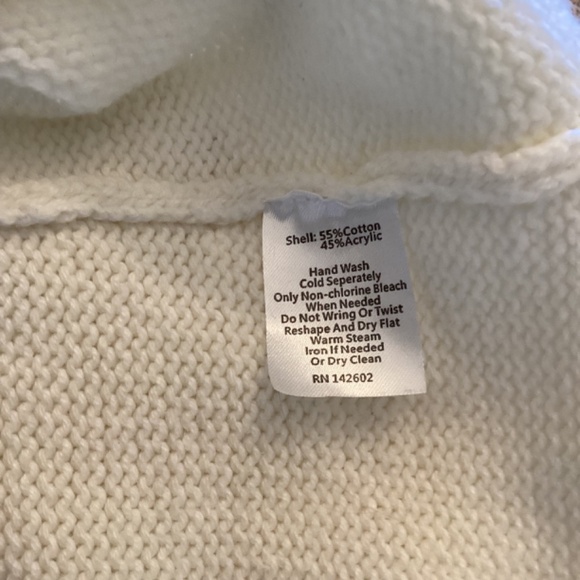 Shell: 55%Cotton
45%Acrylic
Hand Wash
Cold Seperately
Only Non-chlorine Bleach
When Needed
Do Not Wring Or Twist
Reshape And Dry Flat
Warm Steam
Iron If Needed
Or Dry Clean
RN 142602